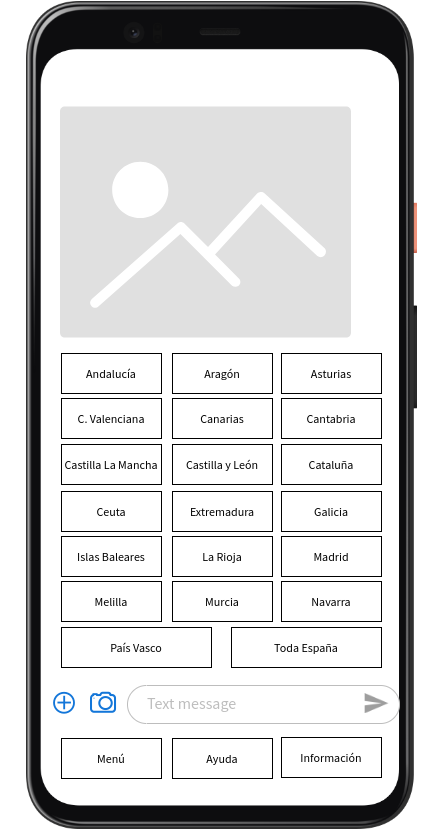 Andalucía
Aragón
Asturias
C. Valenciana
Canarias
Cantabria
Castilla La Mancha
Castilla y León
Cataluña
Ceuta
Extremadura
Galicia
Islas Baleares
La Rioja
Madrid
Melilla
Murcia
Navarra
País Vasco
Toda España
Text message
Menú
Ayuda
Información